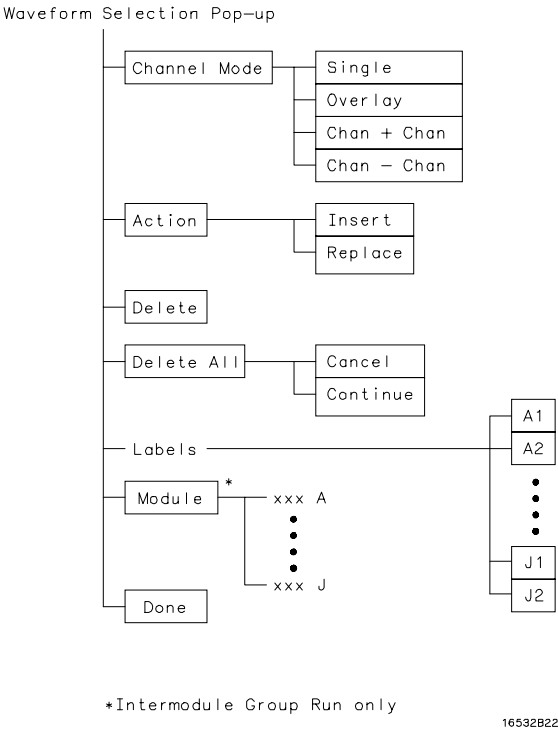 Waveform Selection Pop-up
Channel Mode
Single
Overlay
Chan + Chan
Chan - Chan
Action
Insert
Replace
Delete
Delete All
Cancel
Continue
Labels
A1
A2
J1
J2
Module
*
xxx A
xxx J
Done
*Intermodule Group Run only
16532B22